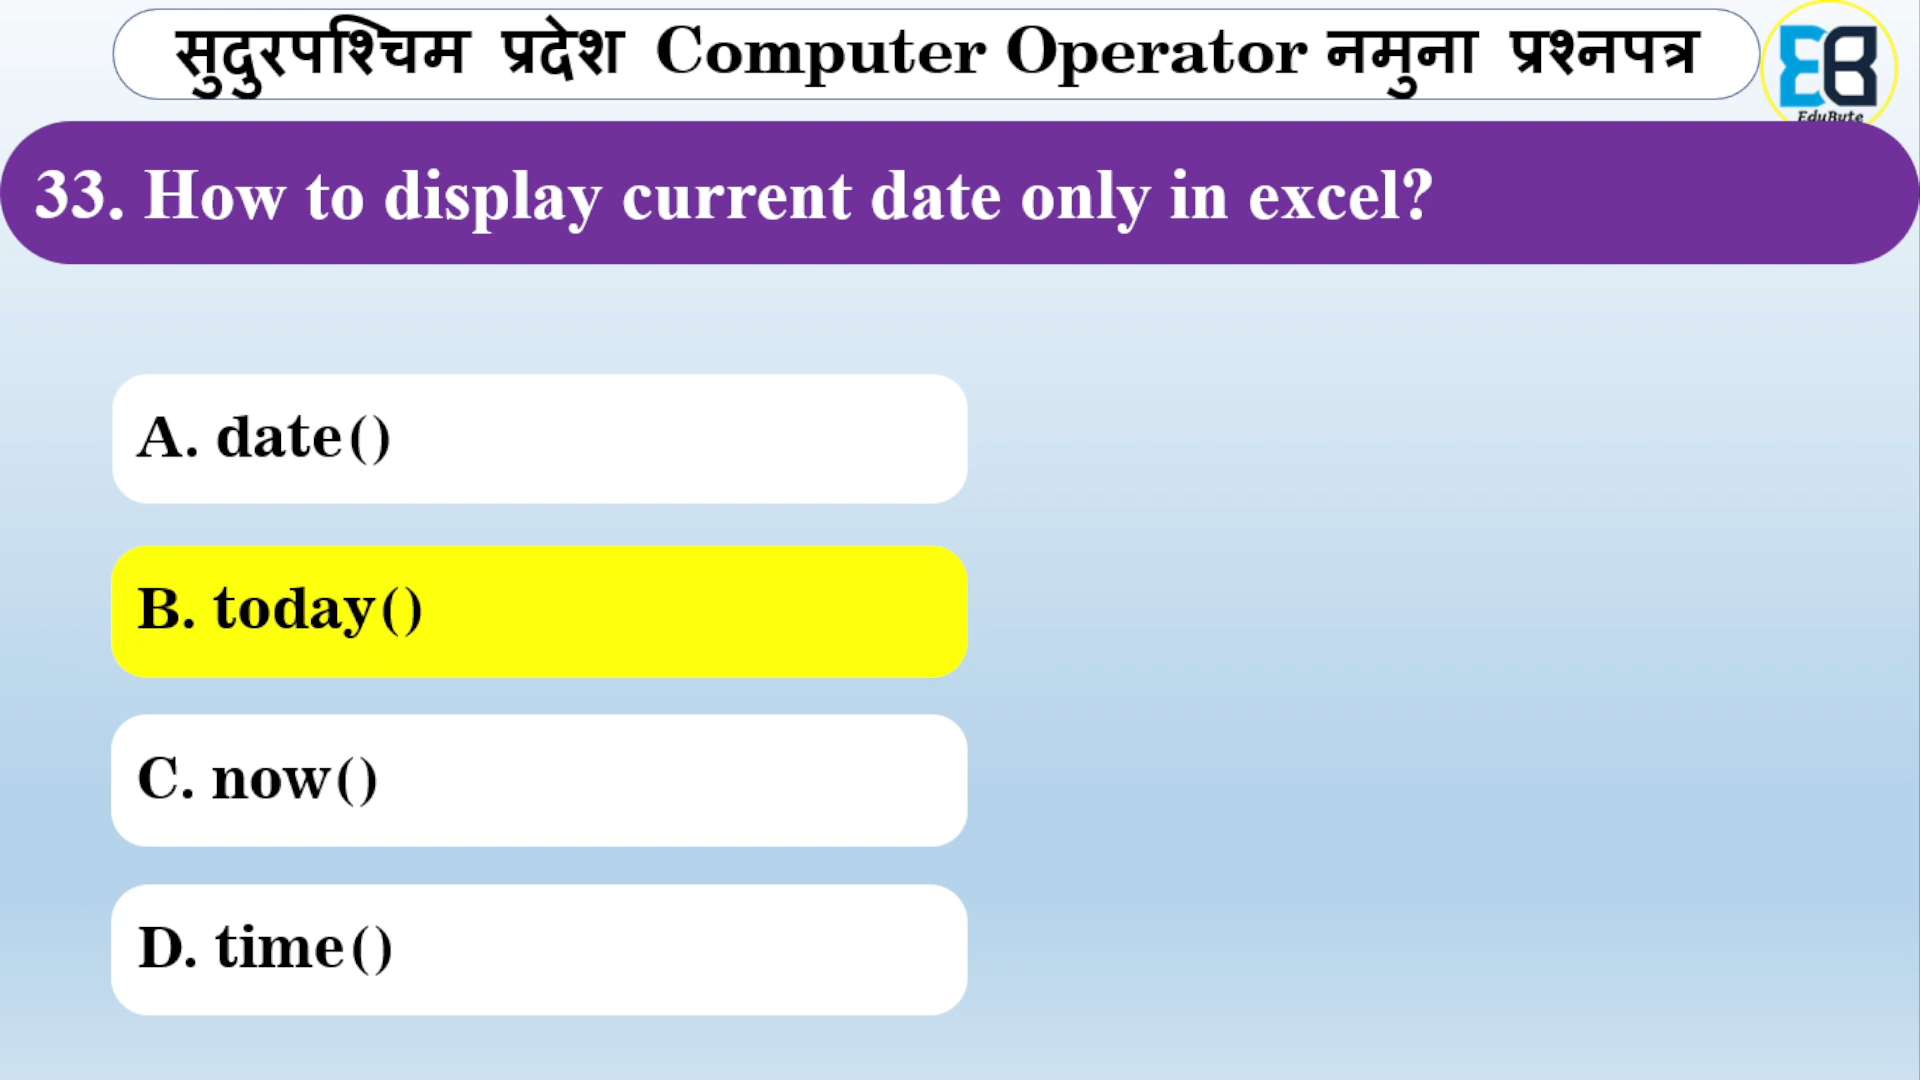 सुदुरपश्चिम प्रदेश Computer Operator नमुना प्रश्नपत्र
EduByte
33. How to display current date only in excel?
A. date()
B. today()
C. now()
D. time()